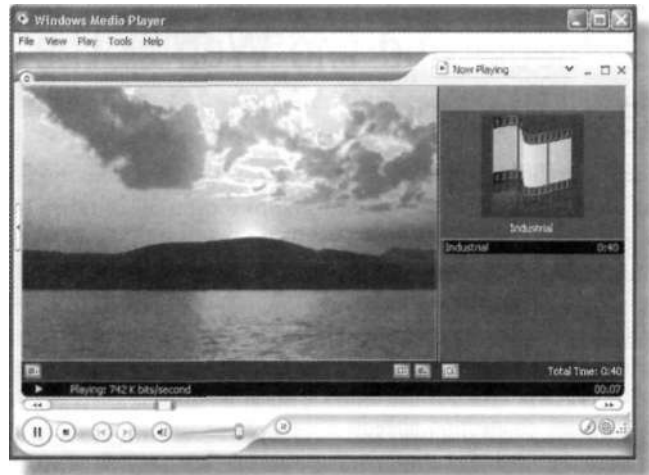 Windows Media Player
File View Play Tools Help
Now Playing
Industrial
Industrial 0:40
Total Time: 0:40
Playing: 742 K bits/second 00:07